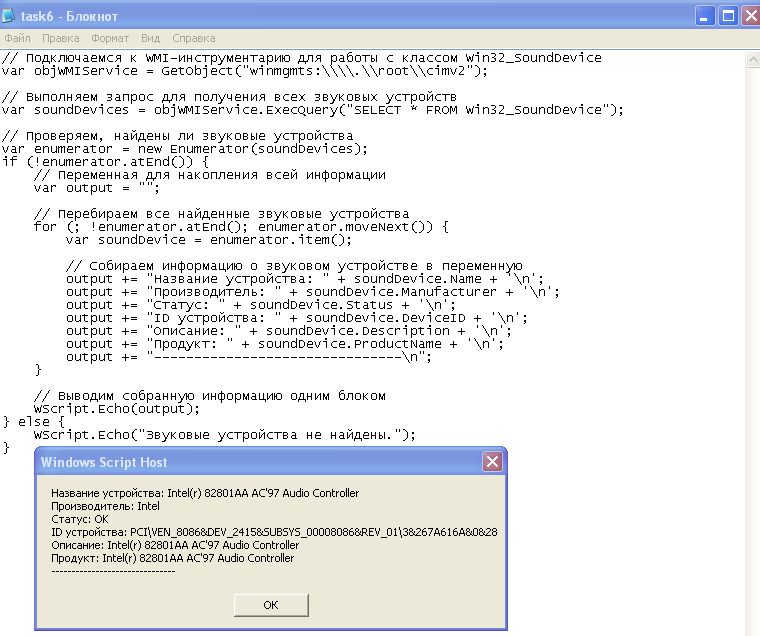 task6 - Блокнот
Файл Правка Формат Вид Справка
// Подключаемся к WMI-инструментарию для работы с классом Win32_SoundDevice
var objWMIService = GetObject("winmgmts:\\\\.\\root\\cimv2");
// Выполняем запрос для получения всех звуковых устройств
var soundDevices = objWMIService.ExecQuery("SELECT * FROM Win32_SoundDevice");
// Проверяем, найдены ли звуковые устройства
var enumerator = new Enumerator(soundDevices);
if (!enumerator.atEnd()) {
// Переменная для накопления всей информации
var output = "";
// Перебираем все найденные звуковые устройства
for (; !enumerator.atEnd(); enumerator.moveNext()) {
var soundDevice = enumerator.item();
// Собираем информацию о звуковом устройстве в переменную
output += "Название устройства: " + soundDevice.Name + '\n';
output += "Производитель: " + soundDevice.Manufacturer + '\n';
output += "Статус: " + soundDevice.Status + '\n';
output += "ID устройства: " + soundDevice.DeviceID + '\n';
output += "Описание: " + soundDevice.Description + '\n';
output += "Продукт: " + soundDevice.ProductName + '\n';
output += "-------------------------------\n";
}
// Выводим собранную информацию одним блоком
WScript.Echo(output);
} else {
WScript.Echo("Звуковые устройства не найдены.");
}
Windows Script Host
Название устройства: Intel(r) 82801AA AC'97 Audio Controller
Производитель: Intel
Статус: OK
ID устройства: PCI\VEN_8086&DEV_2415&SUBSYS_00008086&REV_01\3&267A616A&0&28
Описание: Intel(r) 82801AA AC'97 Audio Controller
Продукт: Intel(r) 82801AA AC'97 Audio Controller
-------------------------------
OK